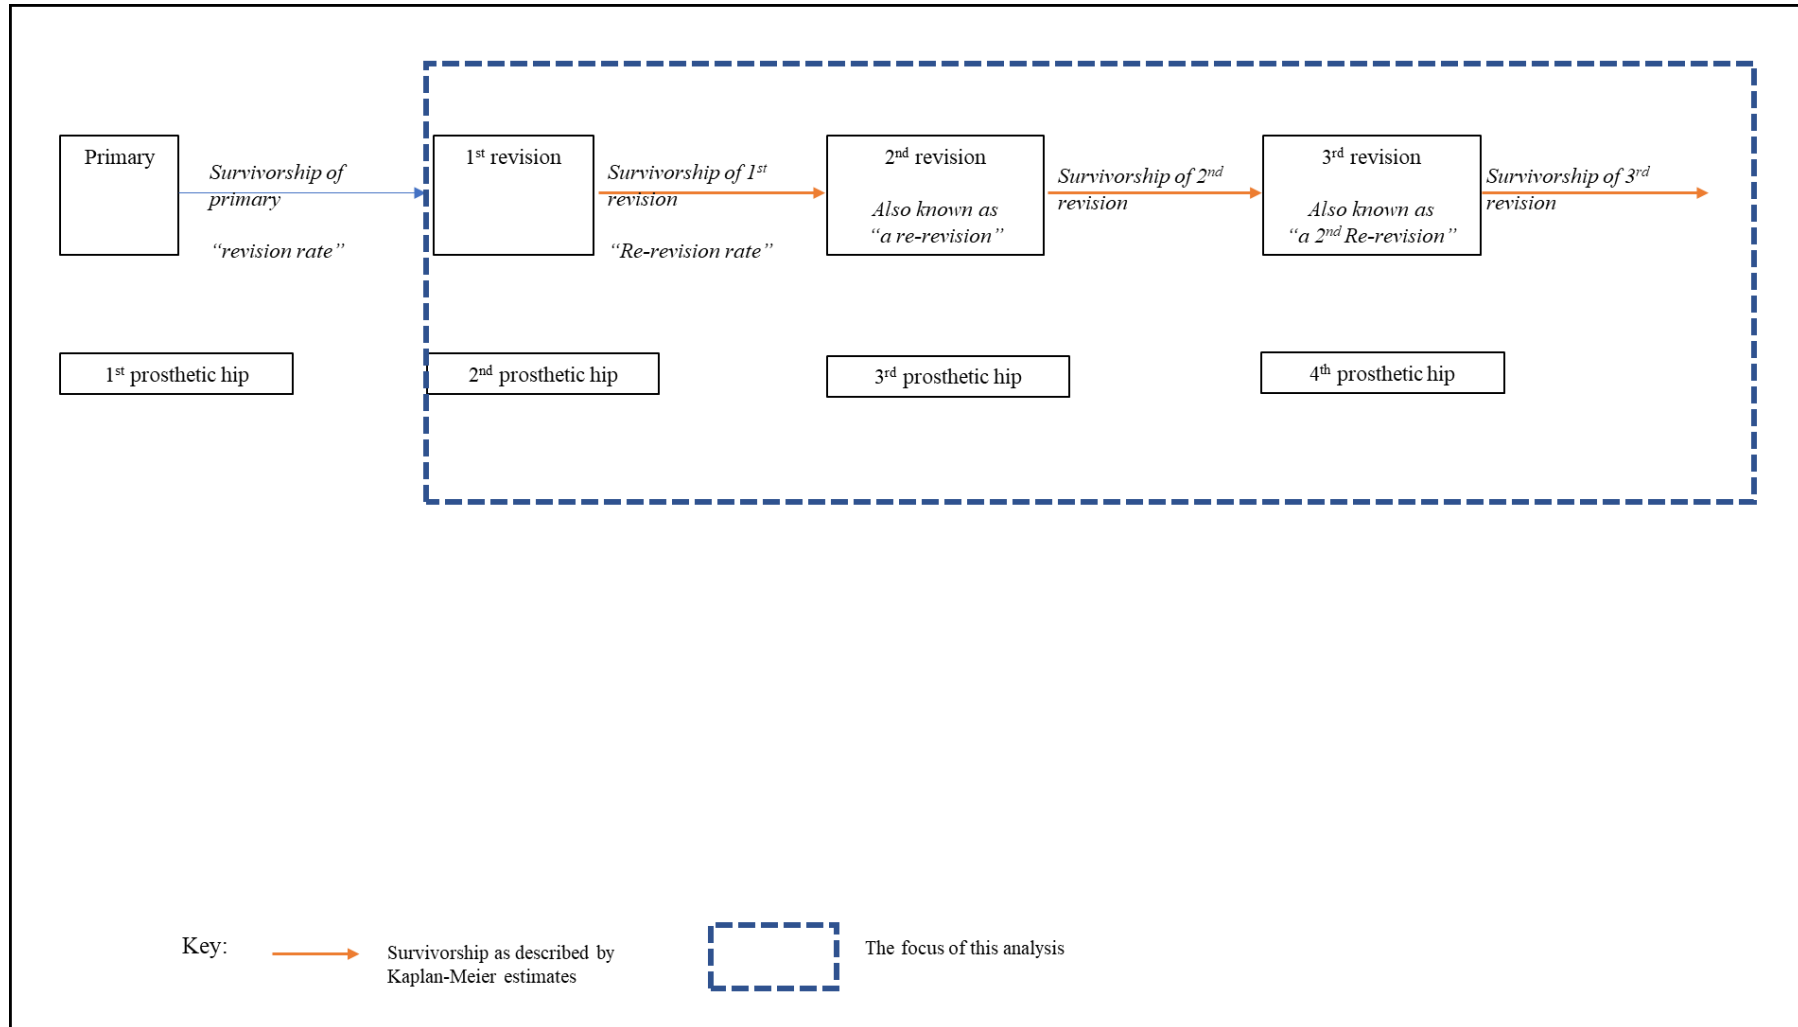 Primary
Survivorship of
primary
“revision rate”
1st revision
Survivorship of 1st
revision
“Re-revision rate”
2nd revision
Also known as
“a re-revision”
Survivorship of 2nd
revision
3rd revision
Also known as
“a 2nd Re-revision”
Survivorship of 3rd
revision
1st prosthetic hip
2nd prosthetic hip
3rd prosthetic hip
4th prosthetic hip
Key:
Survivorship as described by
Kaplan-Meier estimates
The focus of this analysis